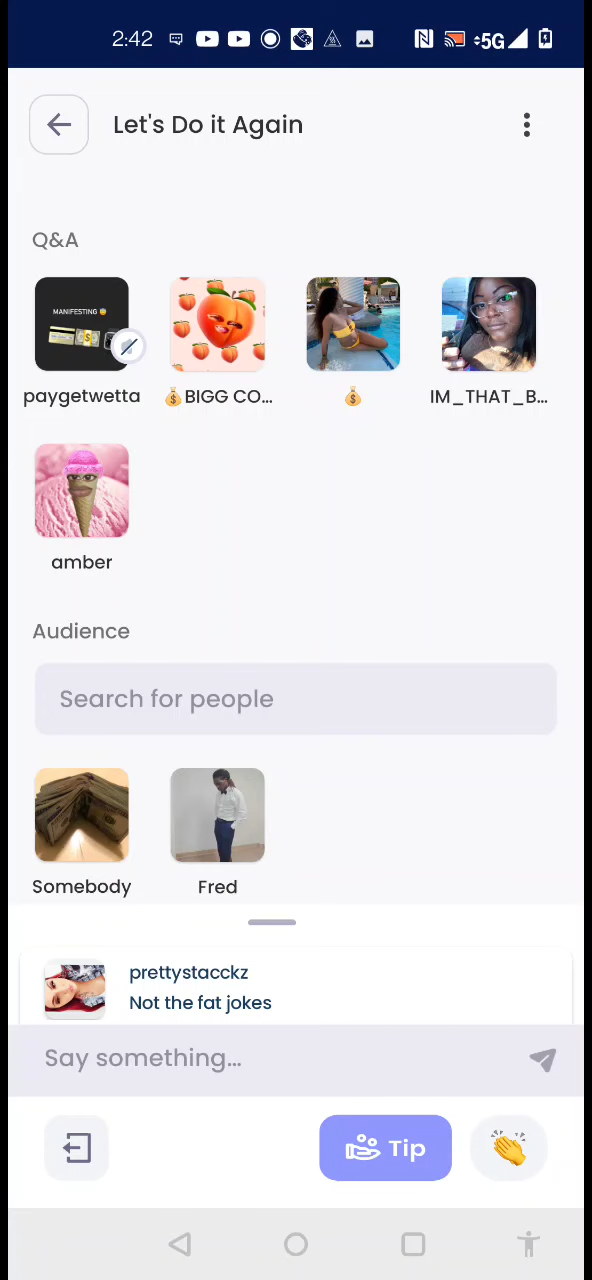 2:42
5G
Let's Do it Again
Q&A
MANIFESTING
paygetwetta
BIGG CO...
IM_THAT_B...
amber
Audience
Search for people
Somebody
Fred
prettystacckz
Not the fat jokes
Say something...
Tip